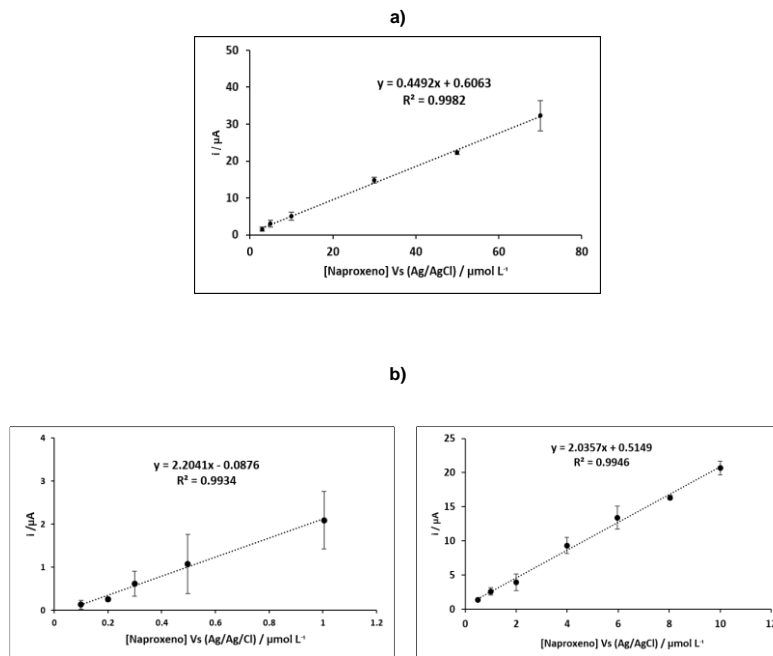 a)
50
40
30
20
10
0
y = 0.4492x + 0.6063
R² = 0.9982
i / µA
0 20 40 60 80
[Naproxeno] Vs (Ag/AgCl) / µmol L⁻¹
b)
4
3
2
1
0
y = 2.2041x - 0.0876
R² = 0.9934
i /µA
0 0.2 0.4 0.6 0.8 1 1.2
[Naproxeno] Vs (Ag/Ag/Cl) / µmol L⁻¹
25
20
15
10
5
0
y = 2.0357x + 0.5149
R² = 0.9946
i / µA
0 2 4 6 8 10 12
[Naproxeno] Vs (Ag/AgCl) / µmol L⁻¹